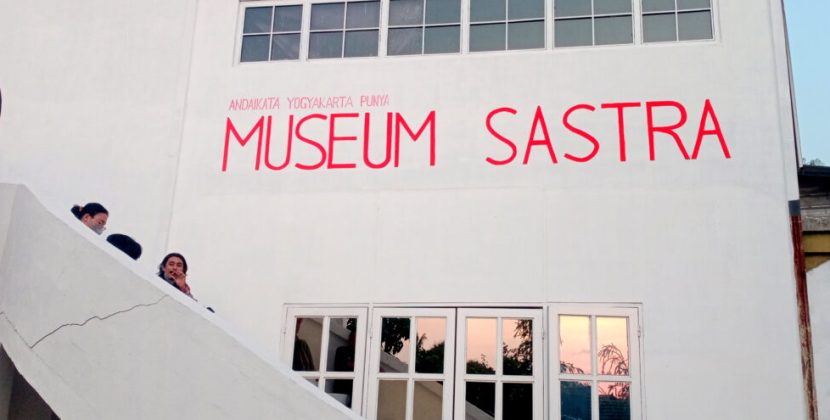 ANDAIKATA YOGYAKARTA PUNYA
MUSEUM SASTRA